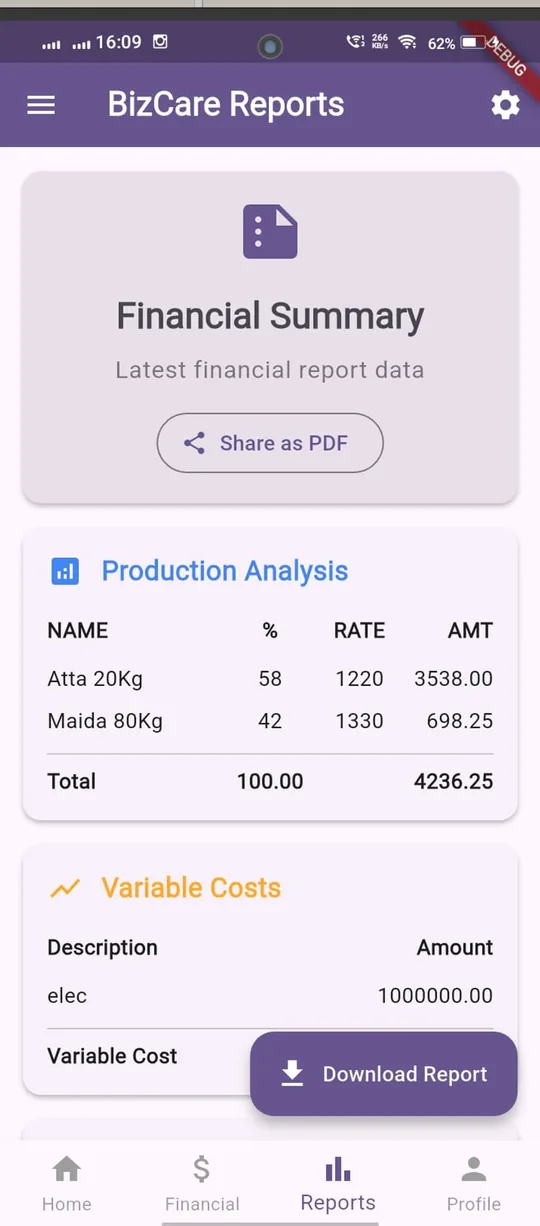 16:09 266 KB/s 62%
DEBUG
BizCare Reports
Financial Summary
Latest financial report data
Share as PDF
Production Analysis
NAME % RATE AMT
Atta 20Kg 58 1220 3538.00
Maida 80Kg 42 1330 698.25
Total 100.00 4236.25
Variable Costs
Description Amount
elec 1000000.00
Variable Cost
Download Report
Home Financial Reports Profile